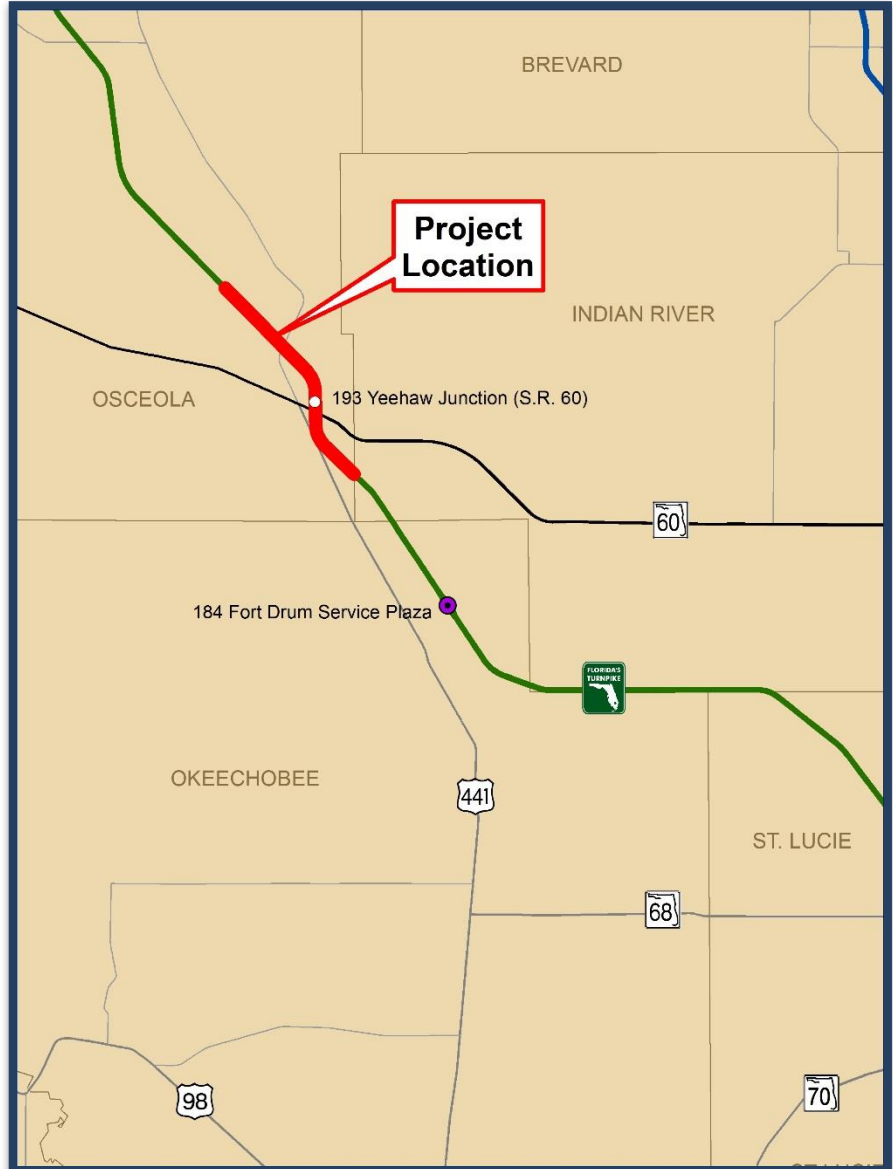 BREVARD
Project
Location
INDIAN RIVER
OSCEOLA
193 Yeehaw Junction (S.R. 60)
60
184 Fort Drum Service Plaza
FLORIDA'S
TURNPIKE
OKEECHOBEE
441
ST. LUCIE
68
98
70